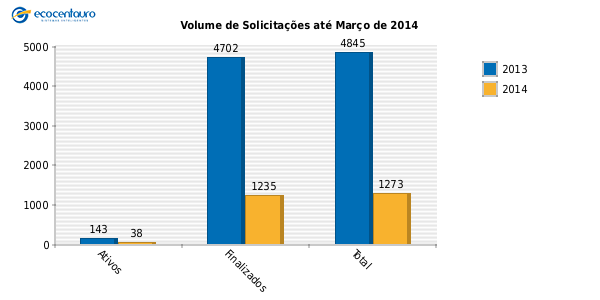 ecocentauro
Volume de Solicitações até Março de 2014
5000
4000
3000
2000
1000
0
143
38
4702
1235
4845
1273
Ativos
Finalizados
Total
2013
2014